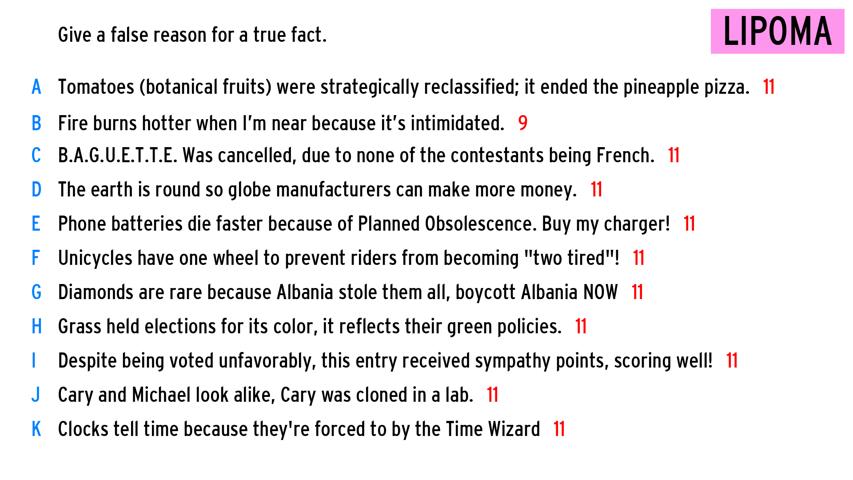 Give a false reason for a true fact.
LIPOMA
A Tomatoes (botanical fruits) were strategically reclassified; it ended the pineapple pizza. 11
B Fire burns hotter when I'm near because it's intimidated. 9
C B.A.G.U.E.T.T.E. Was cancelled, due to none of the contestants being French. 11
D The earth is round so globe manufacturers can make more money. 11
E Phone batteries die faster because of Planned Obsolescence. Buy my charger! 11
F Unicycles have one wheel to prevent riders from becoming "two tired"! 11
G Diamonds are rare because Albania stole them all, boycott Albania NOW 11
H Grass held elections for its color, it reflects their green policies. 11
I Despite being voted unfavorably, this entry received sympathy points, scoring well! 11
J Cary and Michael look alike, Cary was cloned in a lab. 11
K Clocks tell time because they're forced to by the Time Wizard 11